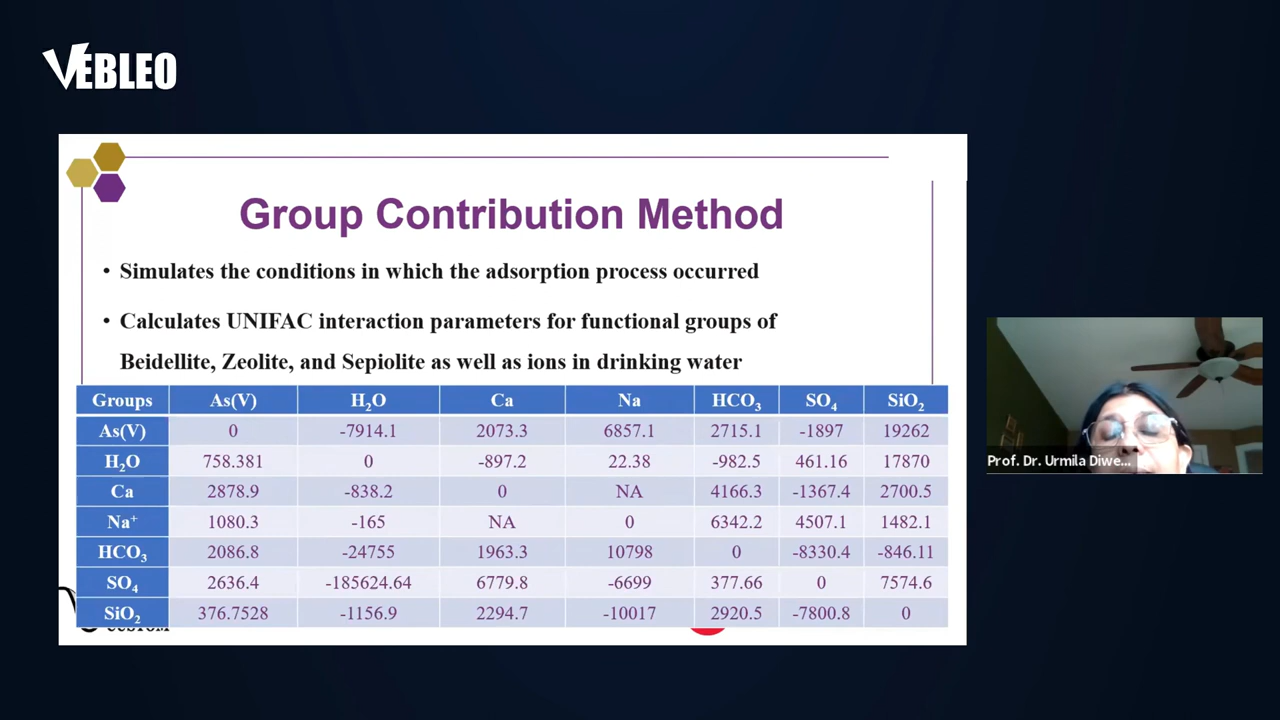 VEBLEO
Group Contribution Method
• Simulates the conditions in which the adsorption process occurred
• Calculates UNIFAC interaction parameters for functional groups of
Beidellite, Zeolite, and Sepiolite as well as ions in drinking water
Groups As(V) H₂O Ca Na HCO₃ SO₄ SiO₂
As(V) 0 -7914.1 2073.3 6857.1 2715.1 -1897 19262
H₂O 758.381 0 -897.2 22.38 -982.5 461.16 17870
Ca 2878.9 -838.2 0 NA 4166.3 -1367.4 2700.5
Na⁺ 1080.3 -165 NA 0 6342.2 4507.1 1482.1
HCO₃ 2086.8 -24755 1963.3 10798 0 -8330.4 -846.11
SO₄ 2636.4 -185624.64 6779.8 -6699 377.66 0 7574.6
SiO₂ 376.7528 -1156.9 2294.7 -10017 2920.5 -7800.8 0
Prof. Dr. Urmila Diwe...